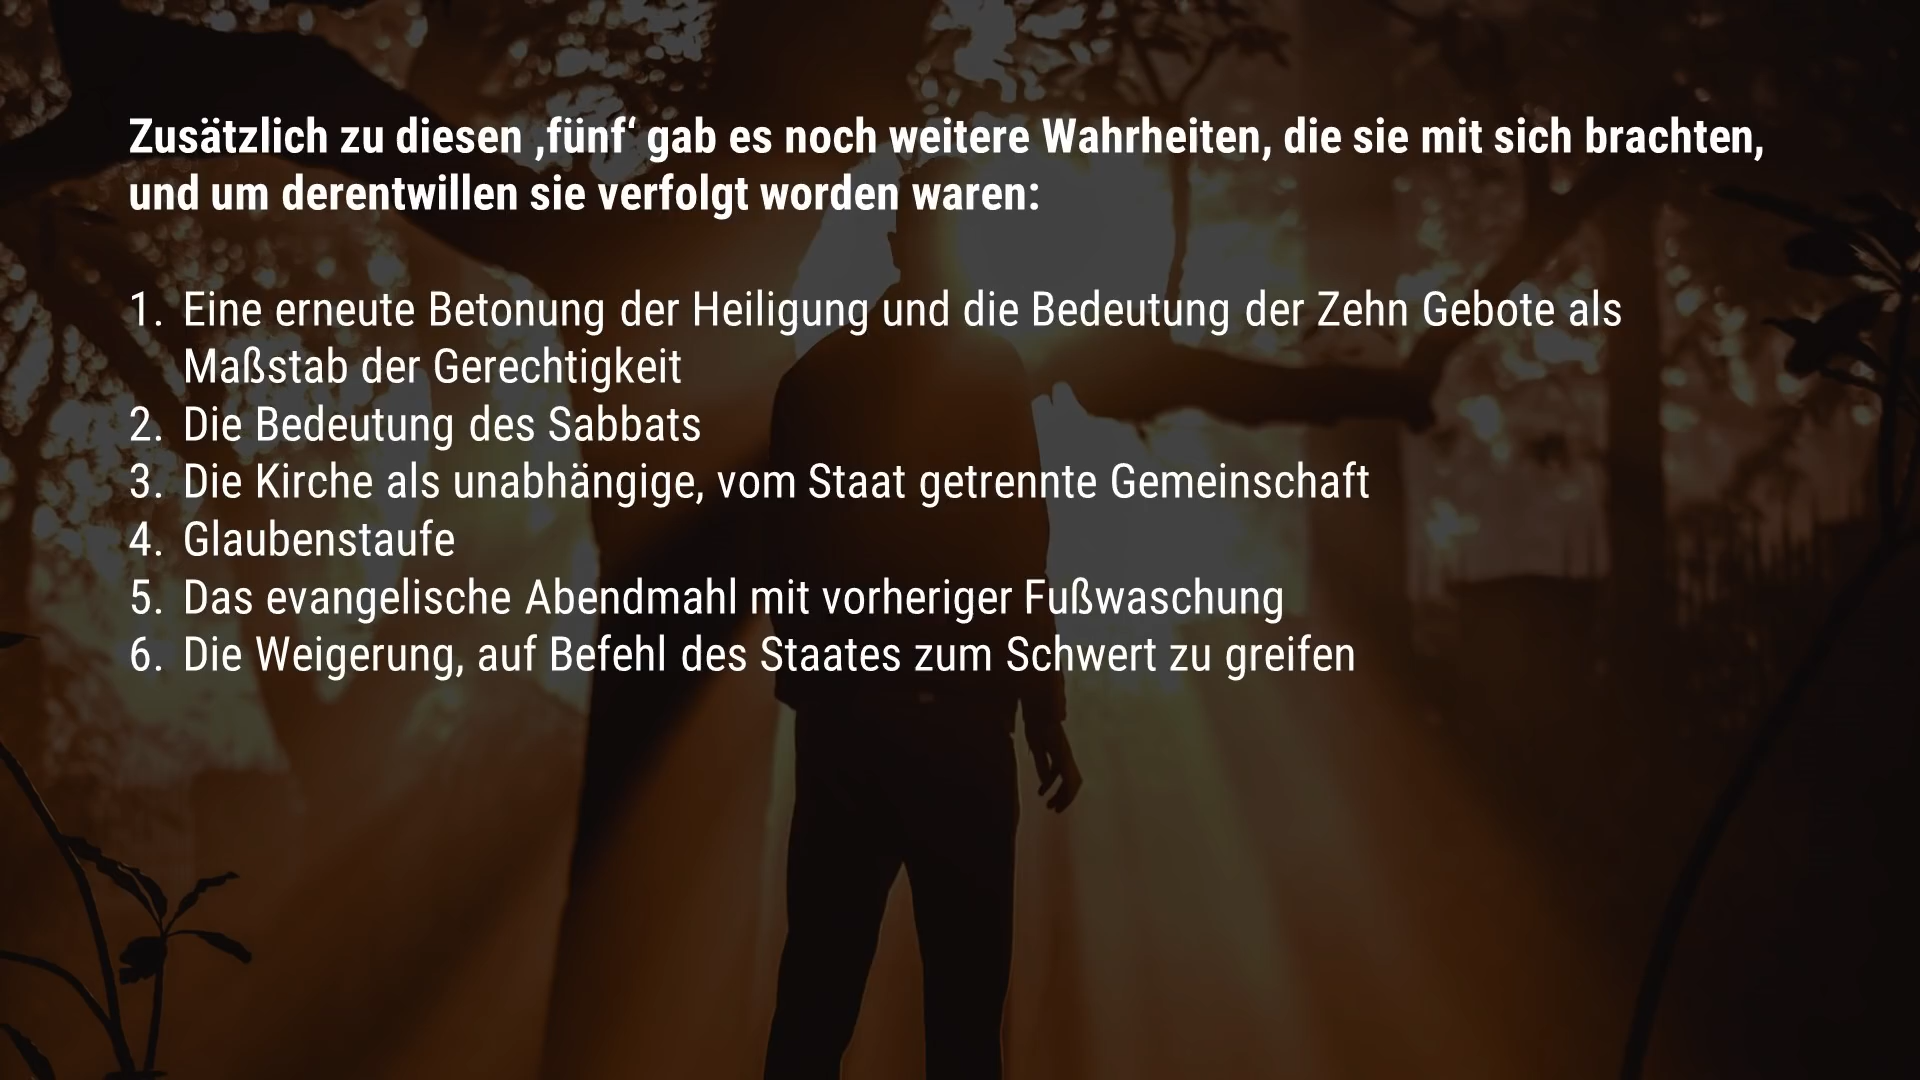 Zusätzlich zu diesen ‚fünf‘ gab es noch weitere Wahrheiten, die sie mit sich brachten,
und um derentwillen sie verfolgt worden waren:
1. Eine erneute Betonung der Heiligung und die Bedeutung der Zehn Gebote als
Maßstab der Gerechtigkeit
2. Die Bedeutung des Sabbats
3. Die Kirche als unabhängige, vom Staat getrennte Gemeinschaft
4. Glaubenstaufe
5. Das evangelische Abendmahl mit vorheriger Fußwaschung
6. Die Weigerung, auf Befehl des Staates zum Schwert zu greifen